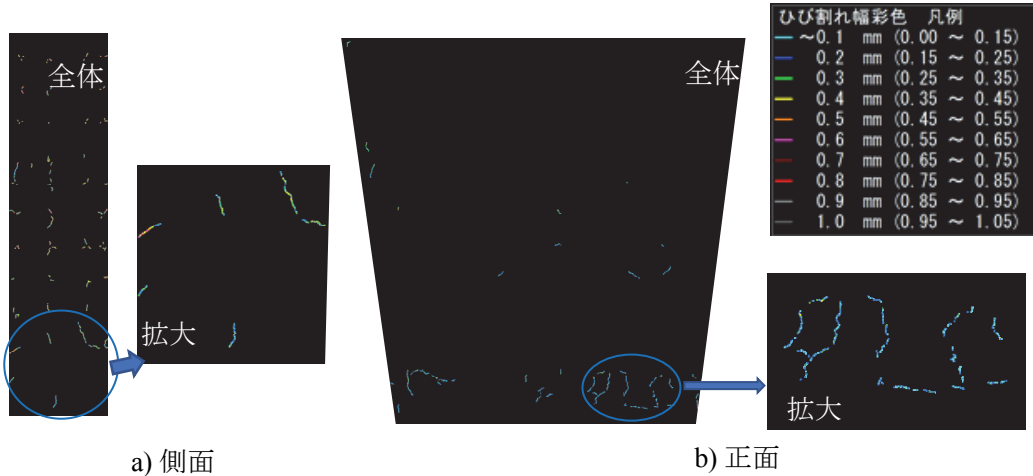 全体
拡大
a) 側面
全体
拡大
b) 正面
ひび割れ幅彩色 凡例
～0.1 mm (0.00 ～ 0.15)
0.2 mm (0.15 ～ 0.25)
0.3 mm (0.25 ～ 0.35)
0.4 mm (0.35 ～ 0.45)
0.5 mm (0.45 ～ 0.55)
0.6 mm (0.55 ～ 0.65)
0.7 mm (0.65 ～ 0.75)
0.8 mm (0.75 ～ 0.85)
0.9 mm (0.85 ～ 0.95)
1.0 mm (0.95 ～ 1.05)